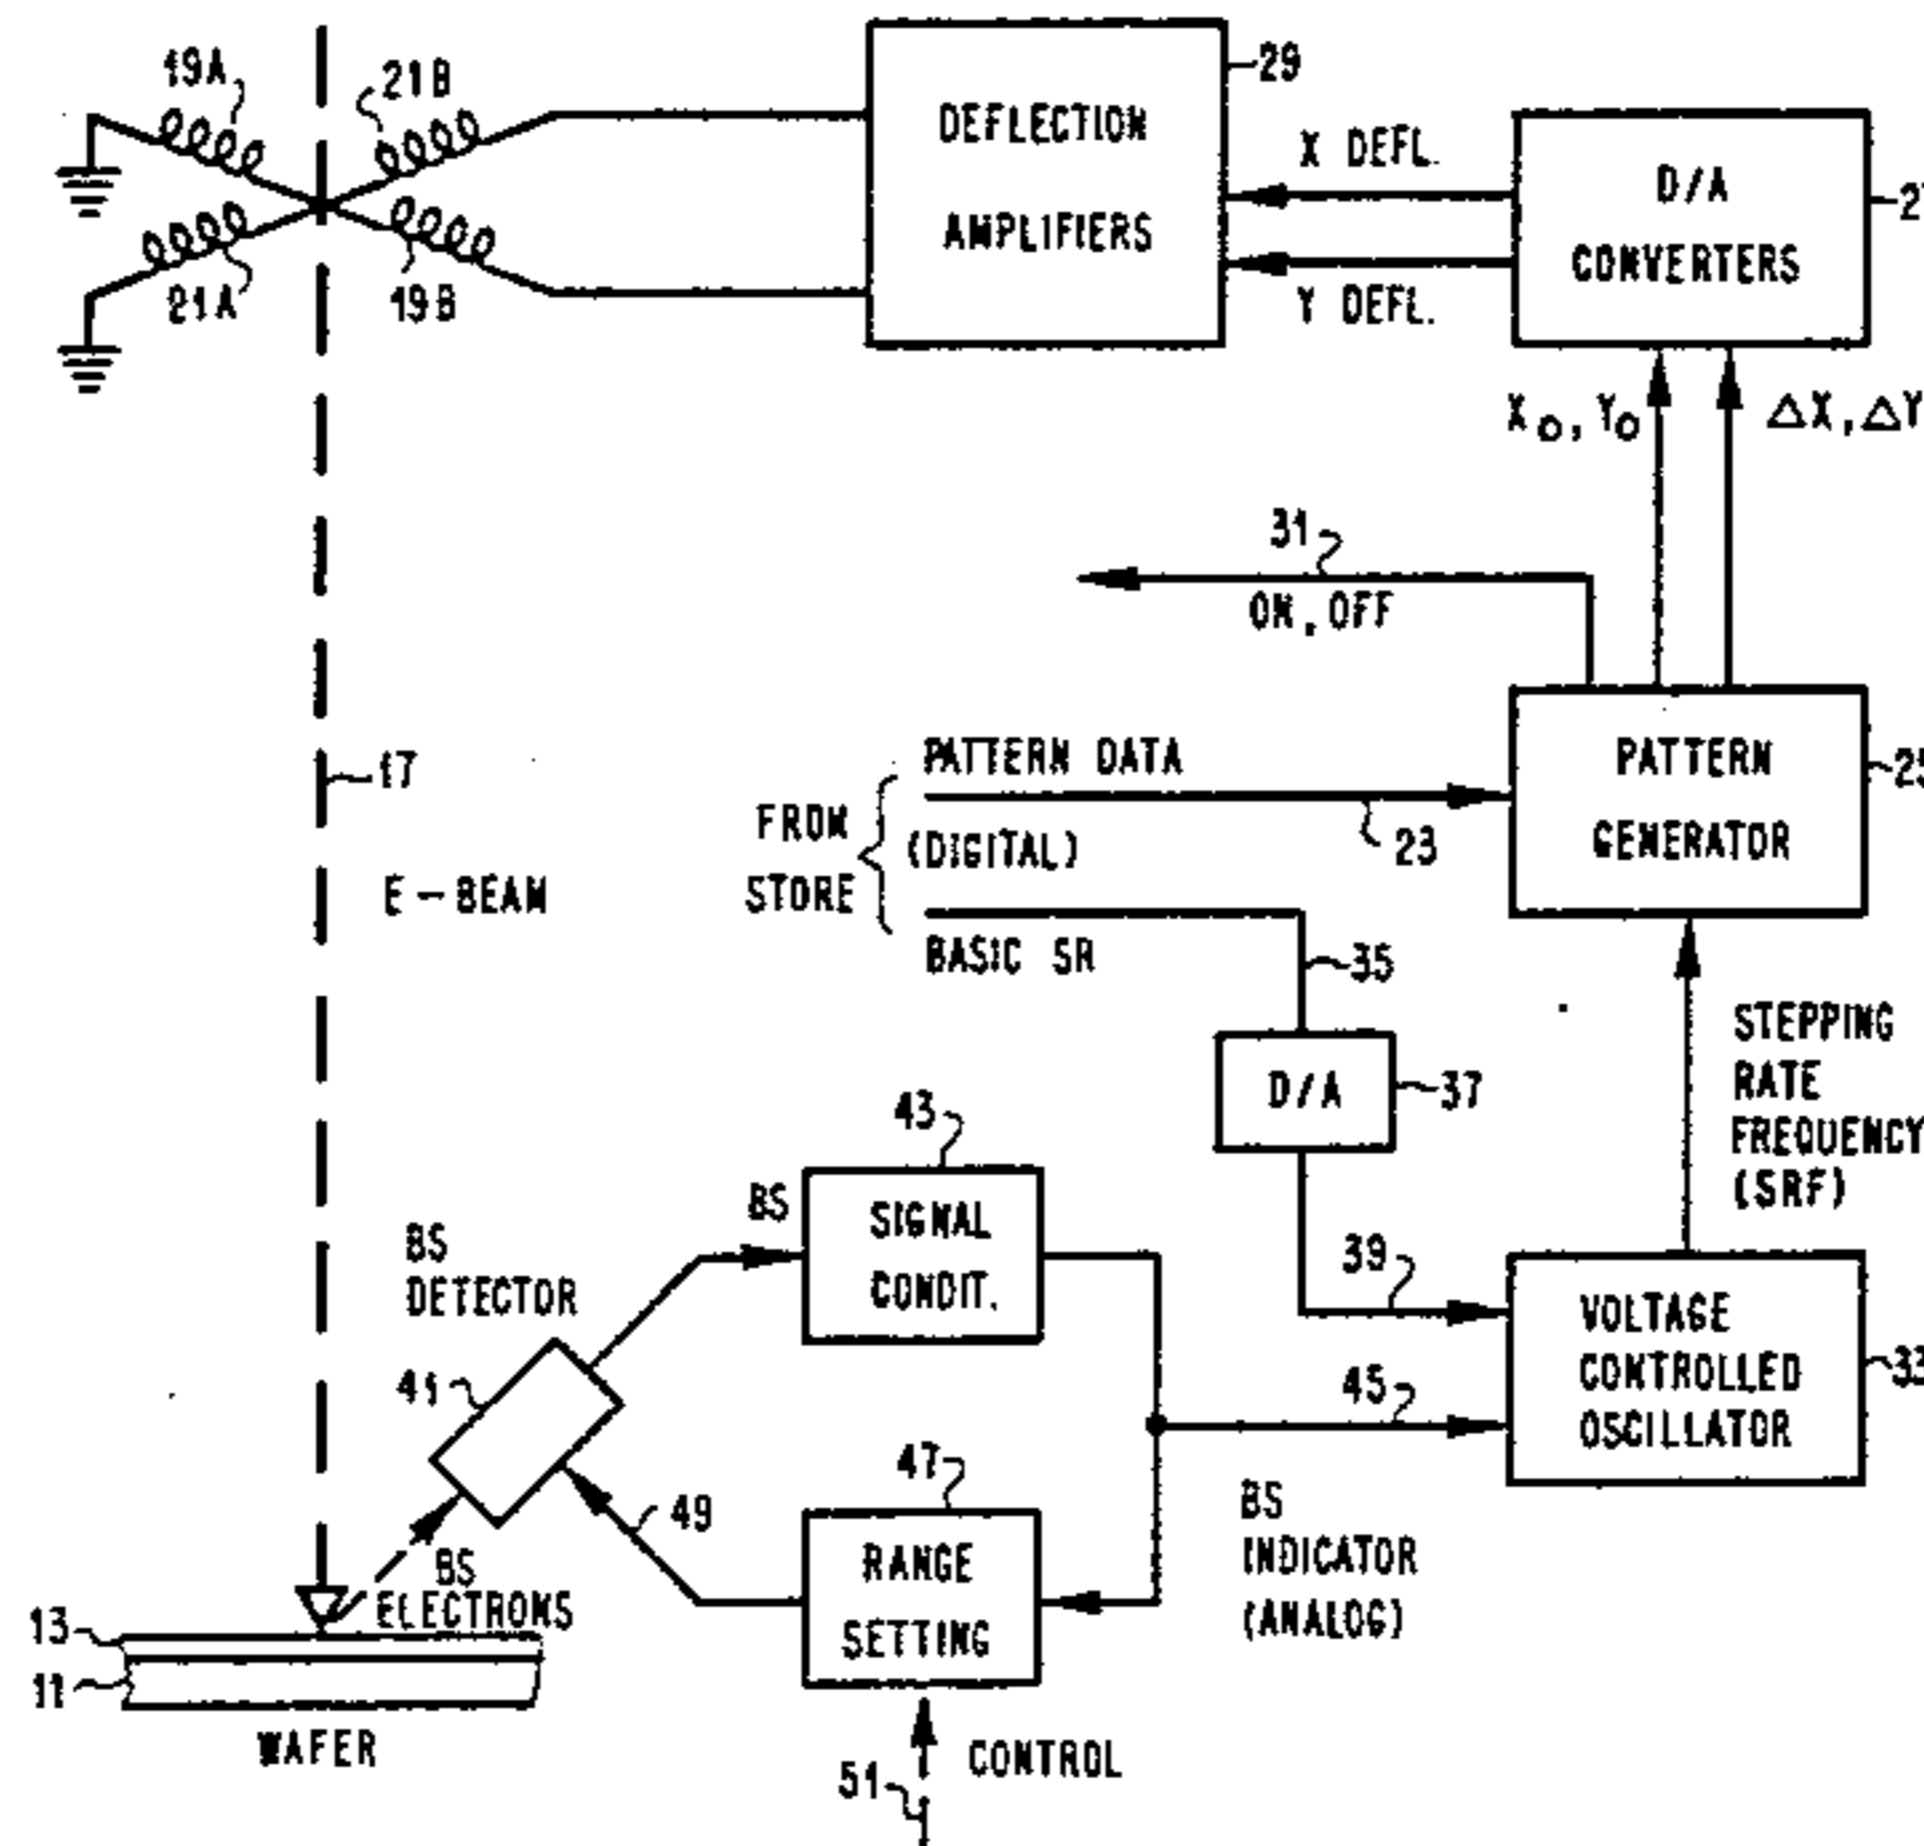 19A
21B
21A
19B
DEFLECTION
AMPLIFIERS
29
X DEFL.
Y DEFL.
D/A
CONVERTERS
X₀, Y₀
ΔX, ΔY
31
ON, OFF
17
E-BEAM
FROM
STORE
PATTERN DATA
(DIGITAL)
BASIC SR
23
PATTERN
GENERATOR
25
35
D/A
37
STEPPING
RATE
FREQUENCY
(SRF)
39
VOLTAGE
CONTROLLED
OSCILLATOR
33
43
BS
SIGNAL
CONDIT.
BS
DETECTOR
41
45
47
49
RANGE
SETTING
BS
INDICATOR
(ANALOG)
BS
ELECTRONS
13
11
WAFER
51
CONTROL